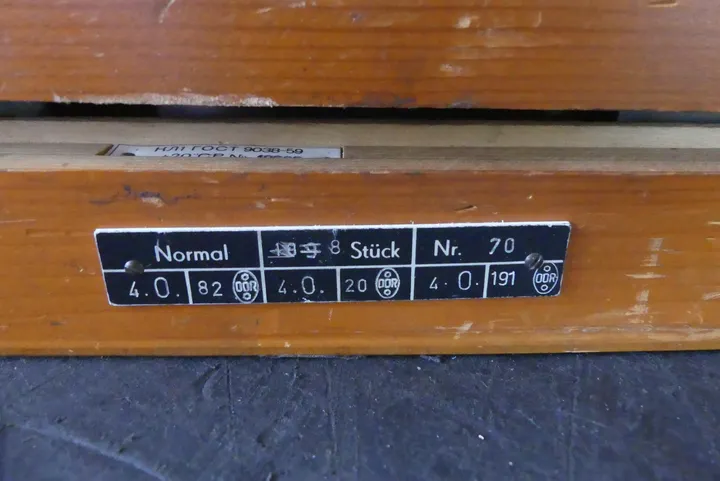 НЛ1 ГОСТ 9038-59
Normal 8 Stück Nr. 70
4.0. 82 DDR 4.0. 20 DDR 4.0. 191 DDR